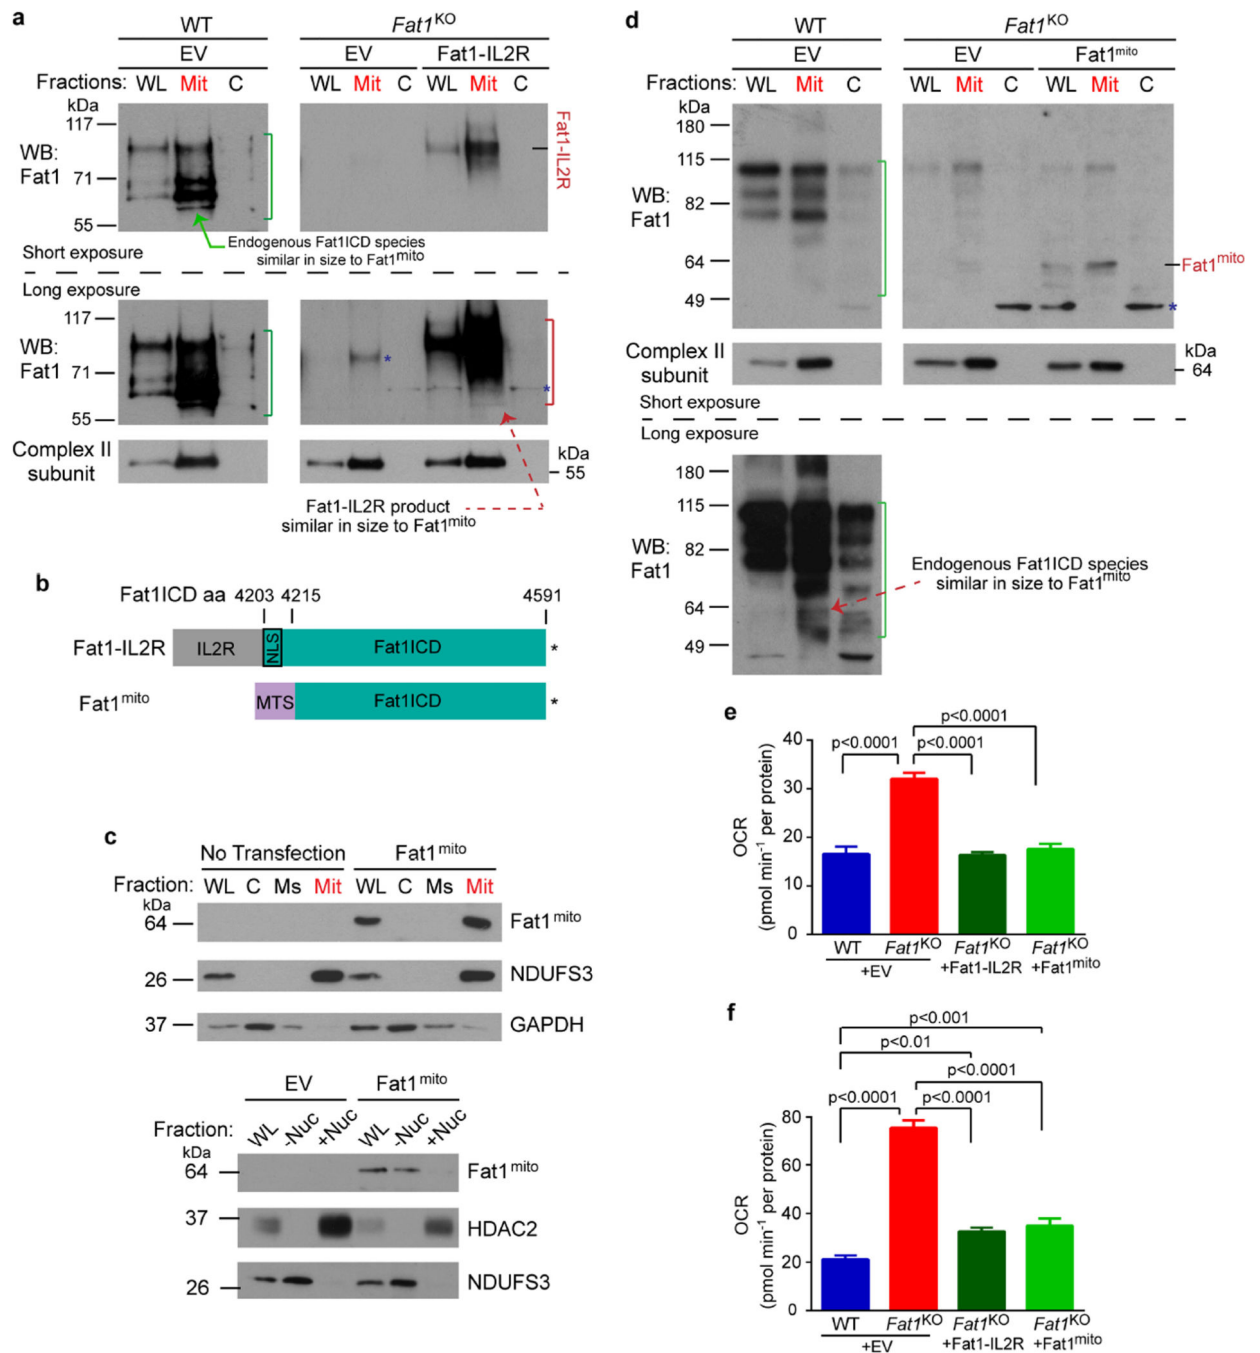 a
WT
Fat1KO
EV
EV
Fat1-IL2R
Fractions: WL Mit C WL Mit C WL Mit C
kDa
117
WB:
Fat1
71
55
Fat1-IL2R
Endogenous Fat1ICD species
similar in size to Fat1mito
Short exposure
Long exposure
117
WB:
Fat1
71
55
*
*
Complex II
subunit
kDa
55
Fat1-IL2R product
similar in size to Fat1mito
b
Fat1ICD aa 4203 4215 4591
Fat1-IL2R IL2R NLS Fat1ICD *
Fat1mito MTS Fat1ICD *
c
No Transfection Fat1mito
Fraction: WL C Ms Mit WL C Ms Mit
kDa
64 Fat1mito
26 NDUFS3
37 GAPDH
EV Fat1mito
Fraction: WL -Nuc +Nuc WL -Nuc +Nuc
kDa
64 Fat1mito
37 HDAC2
26 NDUFS3
d
WT
Fat1KO
EV
EV
Fat1mito
Fractions: WL Mit C WL Mit C WL Mit C
kDa
180
115
WB:
Fat1
82
64
49
Fat1mito
*
Complex II
subunit
kDa
64
Short exposure
Long exposure
180
115
WB:
Fat1
82
64
49
Endogenous Fat1ICD species
similar in size to Fat1mito
e
p<0.0001
p<0.0001 p<0.0001
OCR
(pmol min-1 per protein)
40
30
20
10
0
WT Fat1KO Fat1KO Fat1KO
+EV +Fat1-IL2R +Fat1mito
f
p<0.001
p<0.01
p<0.0001
p<0.0001 p<0.0001
OCR
(pmol min-1 per protein)
80
60
40
20
0
WT Fat1KO Fat1KO Fat1KO
+EV +Fat1-IL2R +Fat1mito